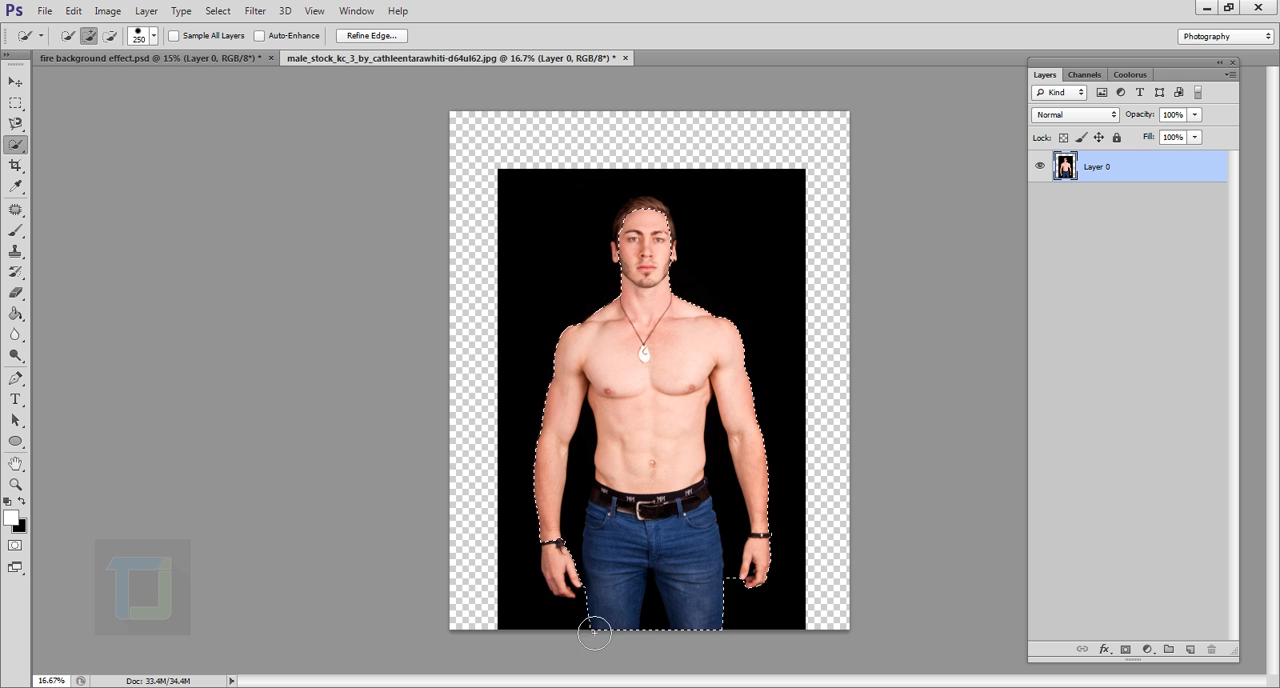 Ps File Edit Image Layer Type Select Filter 3D View Window Help
250 Sample All Layers Auto-Enhance Refine Edge... Photography
fire background effect.psd @ 15% (Layer 0, RGB/8*) * × male_stock_kc_3_by_cathleentarawhiti-d64ul62.jpg @ 16.7% (Layer 0, RGB/8*) * ×
Layers Channels Coolorus
Kind
Normal Opacity: 100%
Lock: Fill: 100%
Layer 0
TJ
16.67% Doc: 33.4M/34.4M